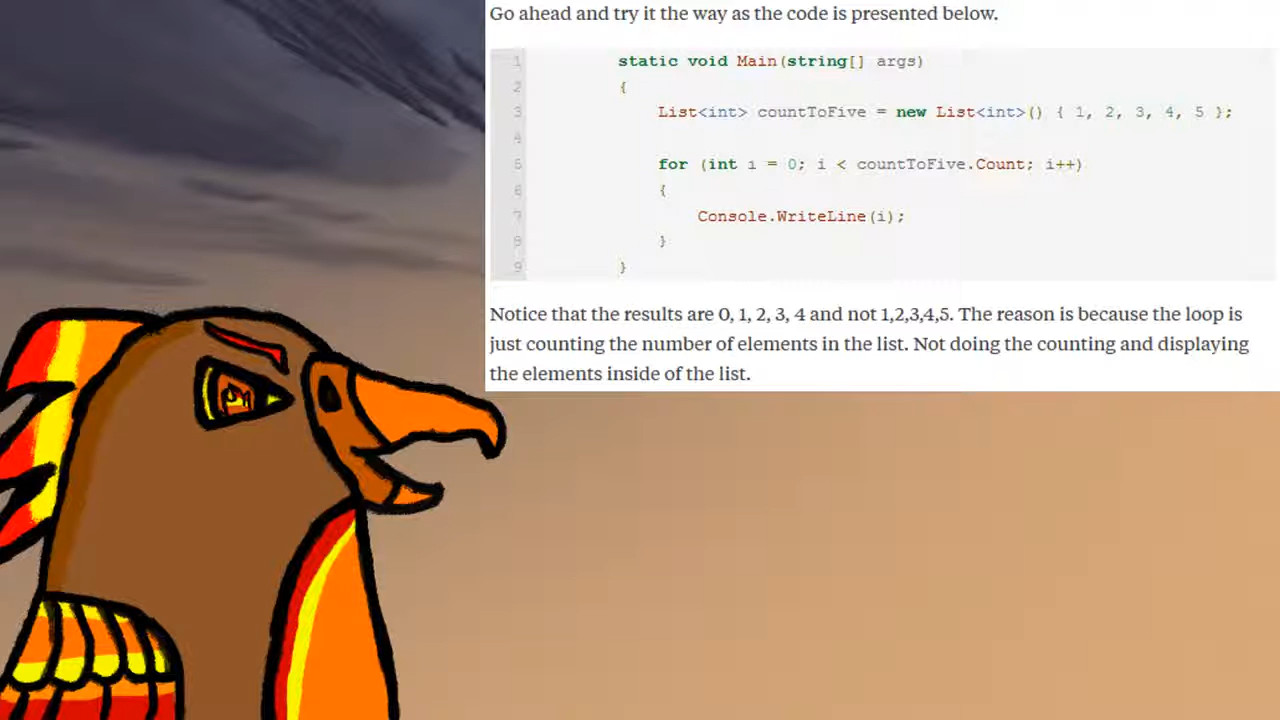 Go ahead and try it the way as the code is presented below.
1 static void Main(string[] args)
2 {
3 List<int> countToFive = new List<int>() { 1, 2, 3, 4, 5 };
4
5 for (int i = 0; i < countToFive.Count; i++)
6 {
7 Console.WriteLine(i);
8 }
9 }
Notice that the results are 0, 1, 2, 3, 4 and not 1,2,3,4,5. The reason is because the loop is
just counting the number of elements in the list. Not doing the counting and displaying
the elements inside of the list.